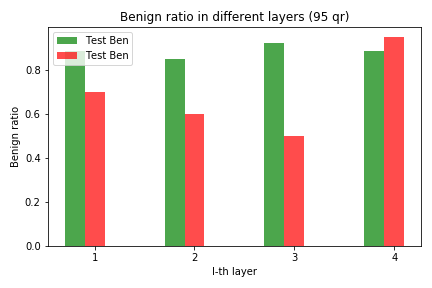 Benign ratio in different layers (95 qr)
Test Ben
Test Ben
Benign ratio
0.8
0.6
0.4
0.2
0.0
1 2 3 4
l-th layer